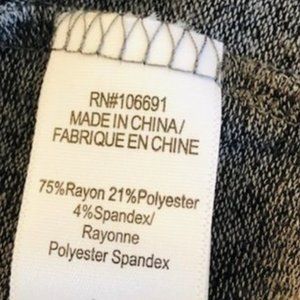 RN#106691
MADE IN CHINA/
FABRIQUE EN CHINE
75%Rayon 21%Polyester
4%Spandex/
Rayonne
Polyester Spandex